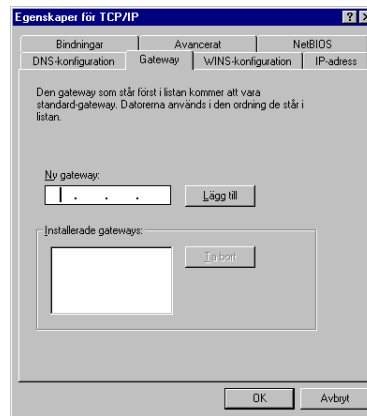 Egenskaper för TCP/IP
Bindningar Avancerat NetBIOS
DNS-konfiguration Gateway WINS-konfiguration IP-adress
Den gateway som står först i listan kommer att vara
standard-gateway. Datorerna används i den ordning de står i
listan.
Ny gateway:
. . . Lägg till
Installerade gateways:
Ta bort
OK Avbryt